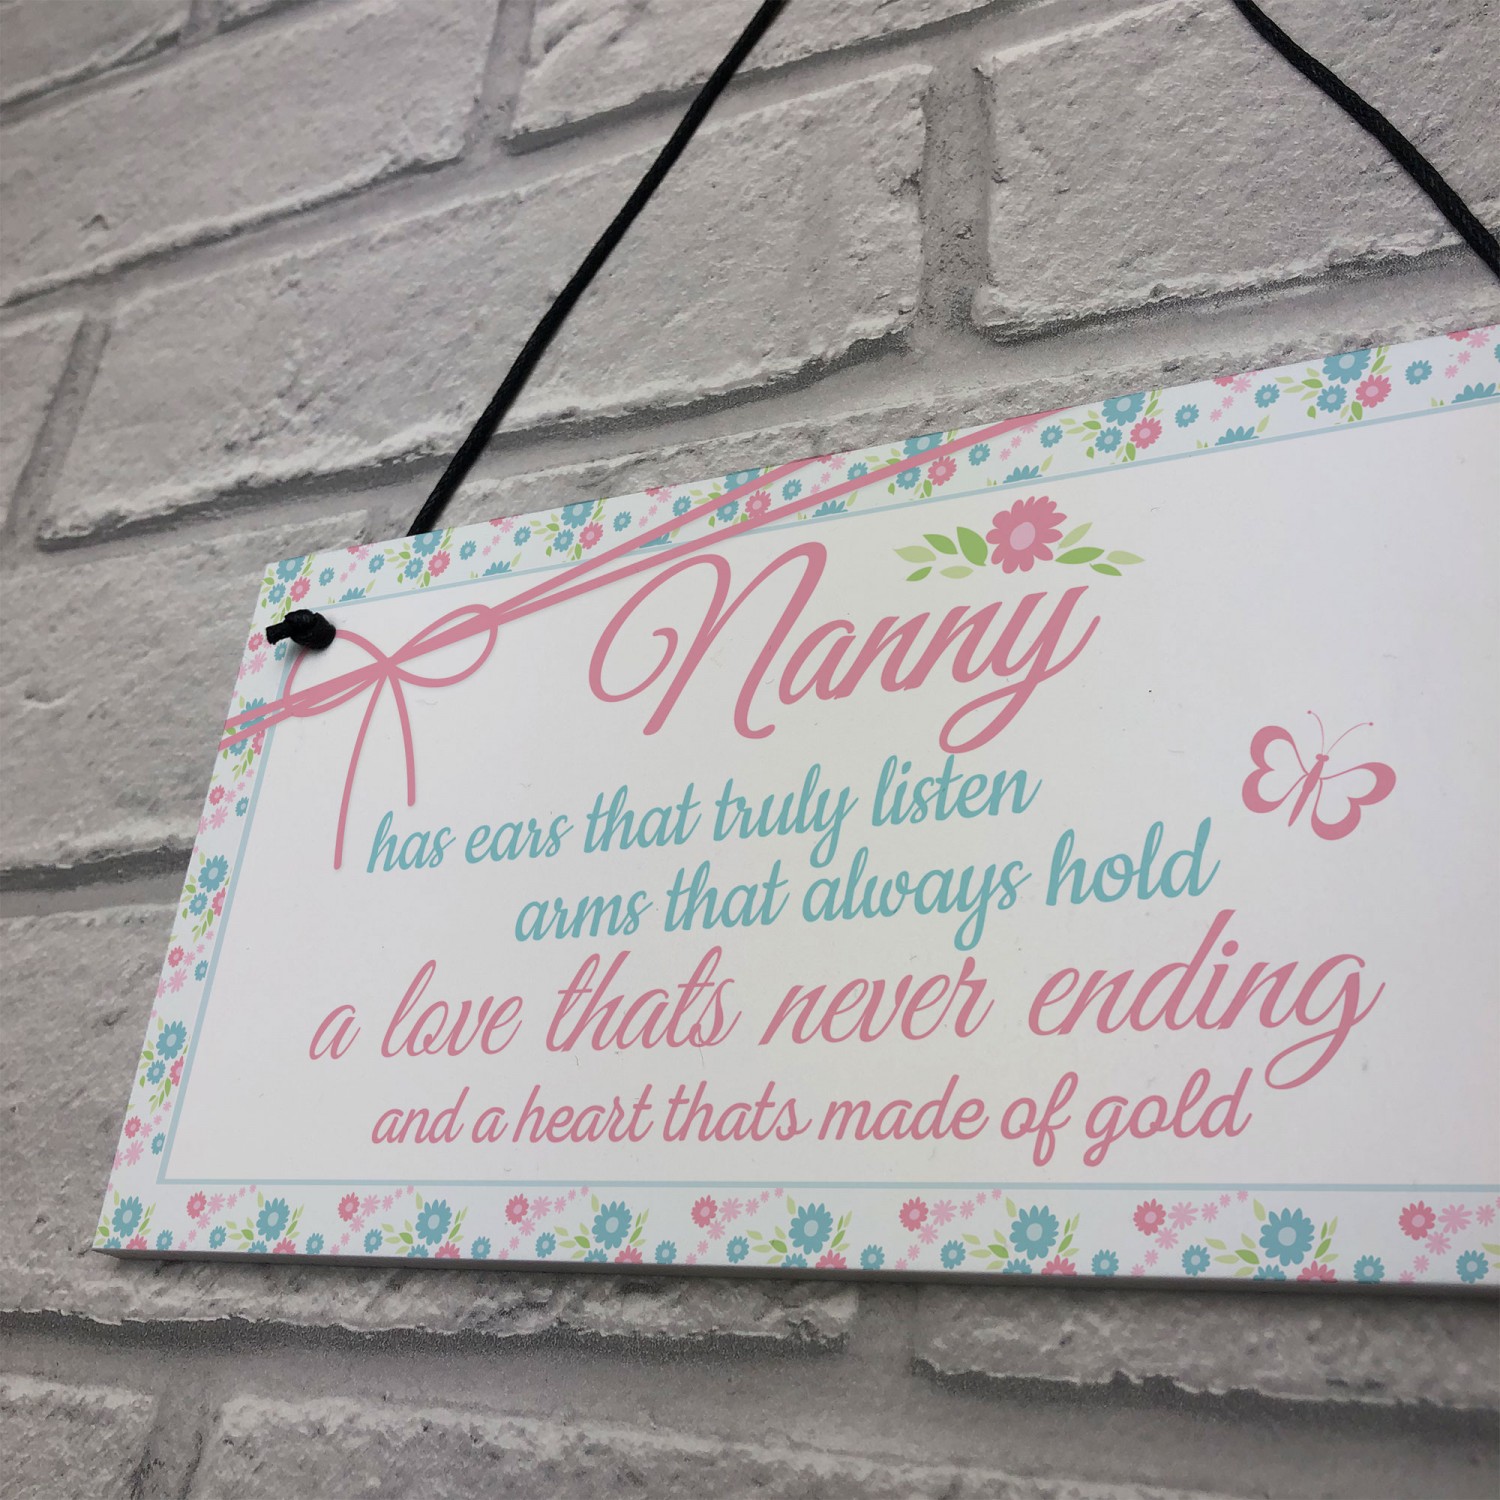 Nanny
has ears that truly listen
arms that always hold
a love thats never ending
and a heart thats made of gold